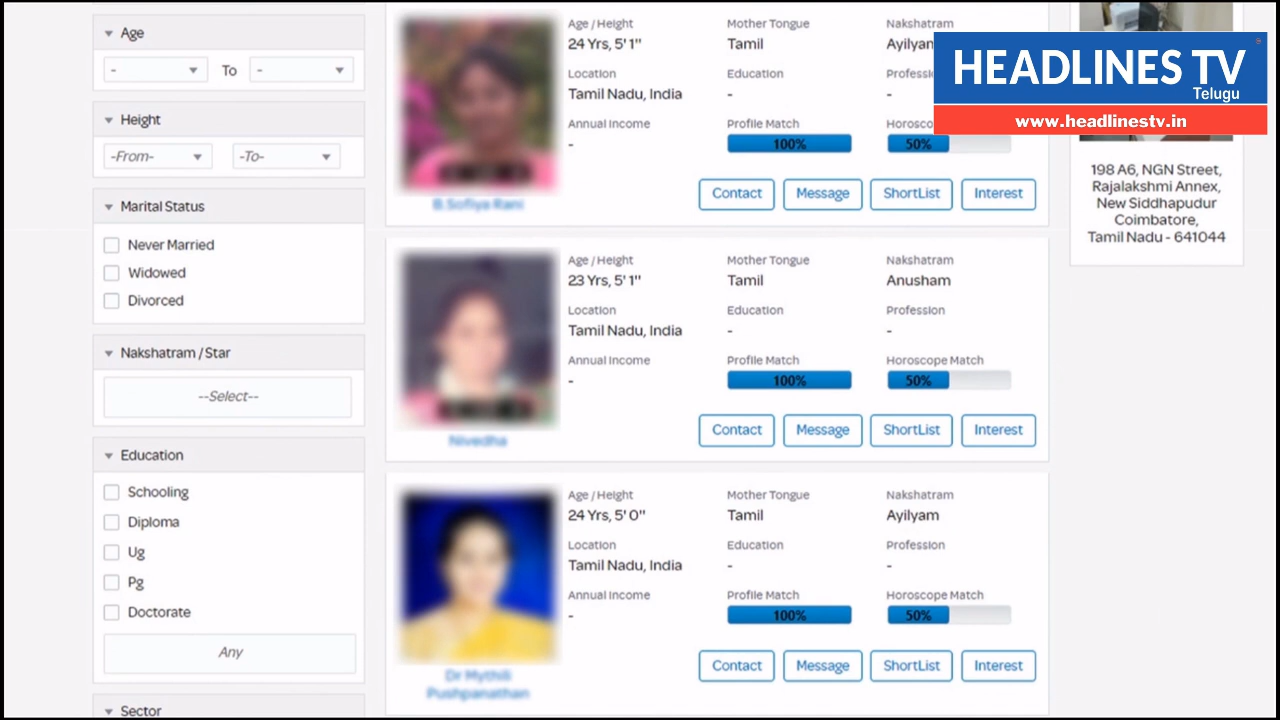 Age
- To -
Height
-From- -To-
Marital Status
Never Married
Widowed
Divorced
Nakshatram / Star
--Select--
Education
Schooling
Diploma
Ug
Pg
Doctorate
Any
Sector
Age / Height Mother Tongue Nakshatram
24 Yrs, 5' 1" Tamil
Location Education
Tamil Nadu, India - -
Annual Income Profile Match
- 100% 50%
Contact Message ShortList Interest
B.Sofiya Rani
Age / Height Mother Tongue Nakshatram
23 Yrs, 5' 1" Tamil Anusham
Location Education Profession
Tamil Nadu, India - -
Annual Income Profile Match Horoscope Match
- 100% 50%
Contact Message ShortList Interest
Nivedha
Age / Height Mother Tongue Nakshatram
24 Yrs, 5' 0" Tamil Ayilyam
Location Education Profession
Tamil Nadu, India - -
Annual Income Profile Match Horoscope Match
- 100% 50%
Contact Message ShortList Interest
Dr Mythili
Pushpanathan
HEADLINES TV
Telugu
www.headlinestv.in
198 A6, NGN Street,
Rajalakshmi Annex,
New Siddhapudur
Coimbatore,
Tamil Nadu - 641044